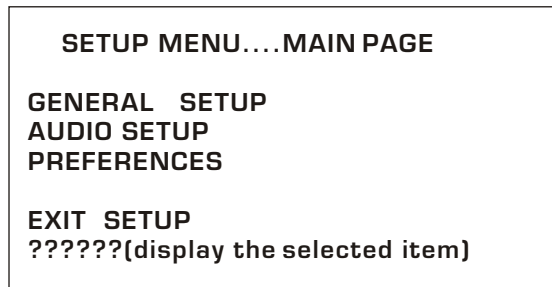 SETUP MENU....MAIN PAGE
GENERAL SETUP
AUDIO SETUP
PREFERENCES
EXIT SETUP
??????(display the selected item)